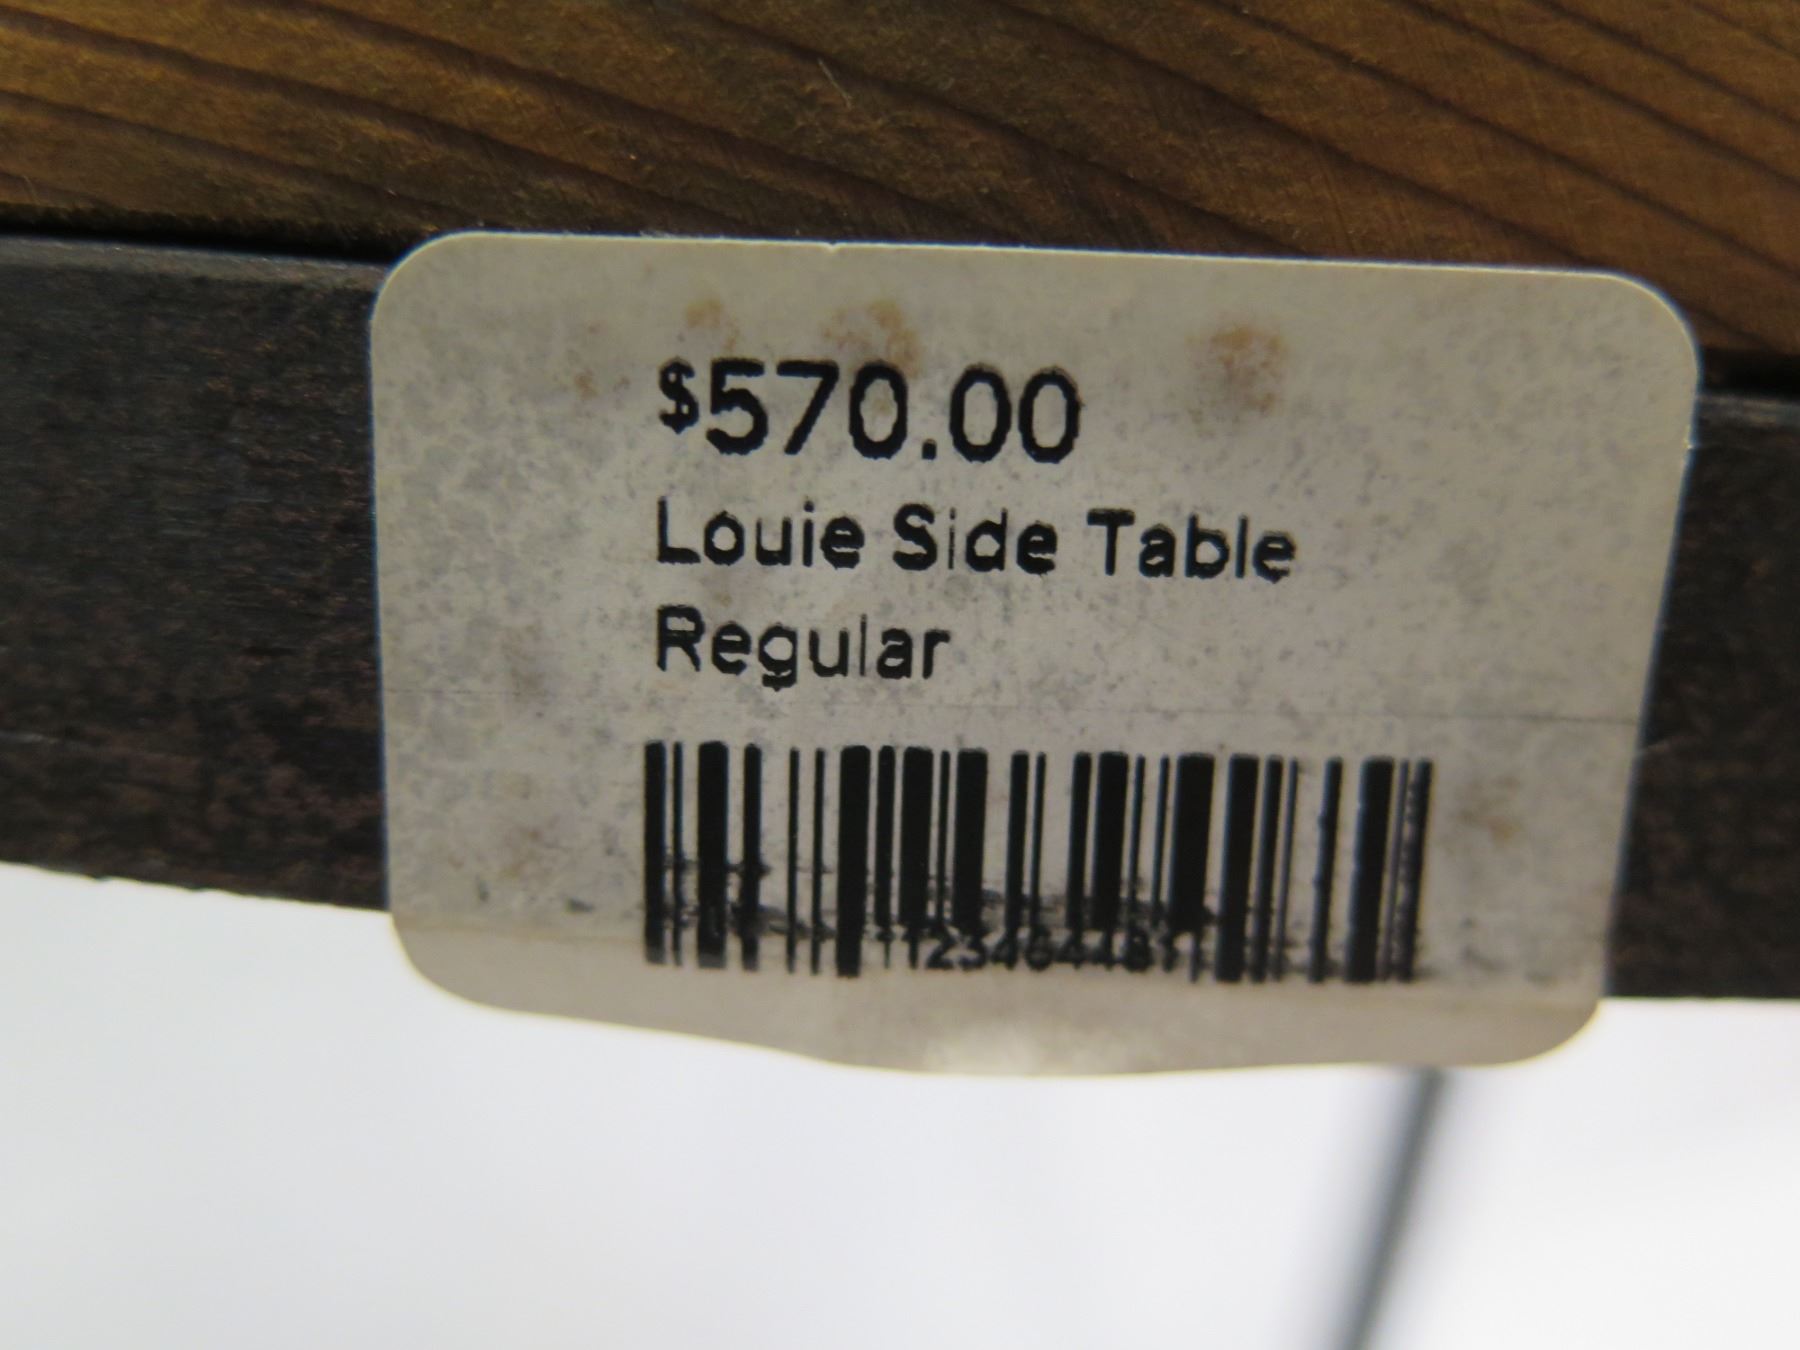 $570.00
Louie Side Table
Regular